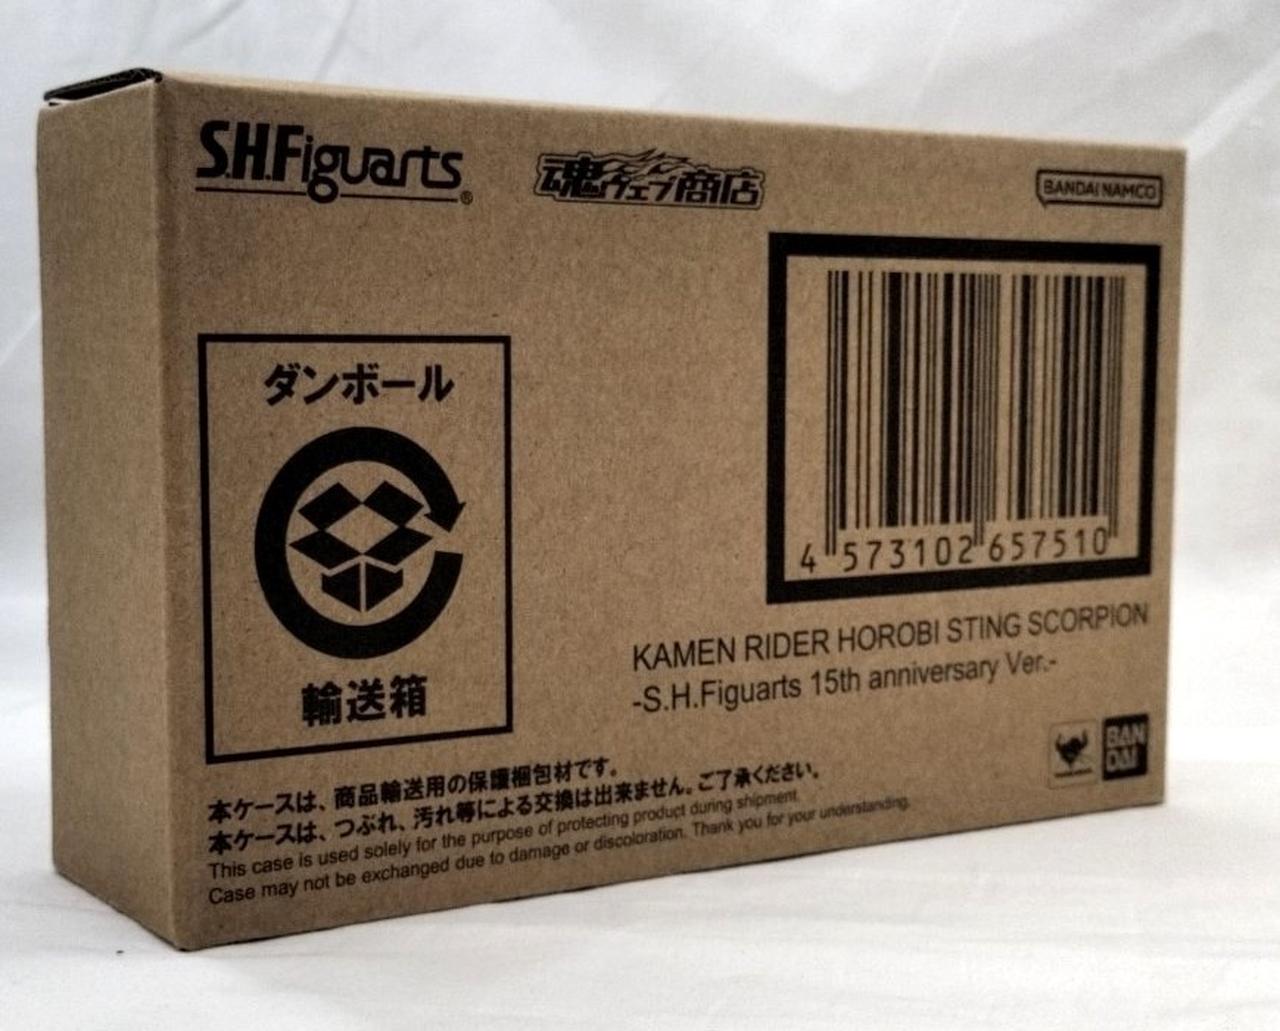 S.H.Figuarts®
魂ウェブ商店
BANDAI NAMCO
ダンボール
輸送箱
4 573102 657510
KAMEN RIDER HOROBI STING SCORPION
-S.H.Figuarts 15th anniversary Ver.-
BAN
DAI
本ケースは、商品輸送用の保護梱包材です。
本ケースは、つぶれ、汚れ等による交換は出来ません。ご了承ください。
This case is used solely for the purpose of protecting product during shipment.
Case may not be exchanged due to damage or discoloration. Thank you for your understanding.